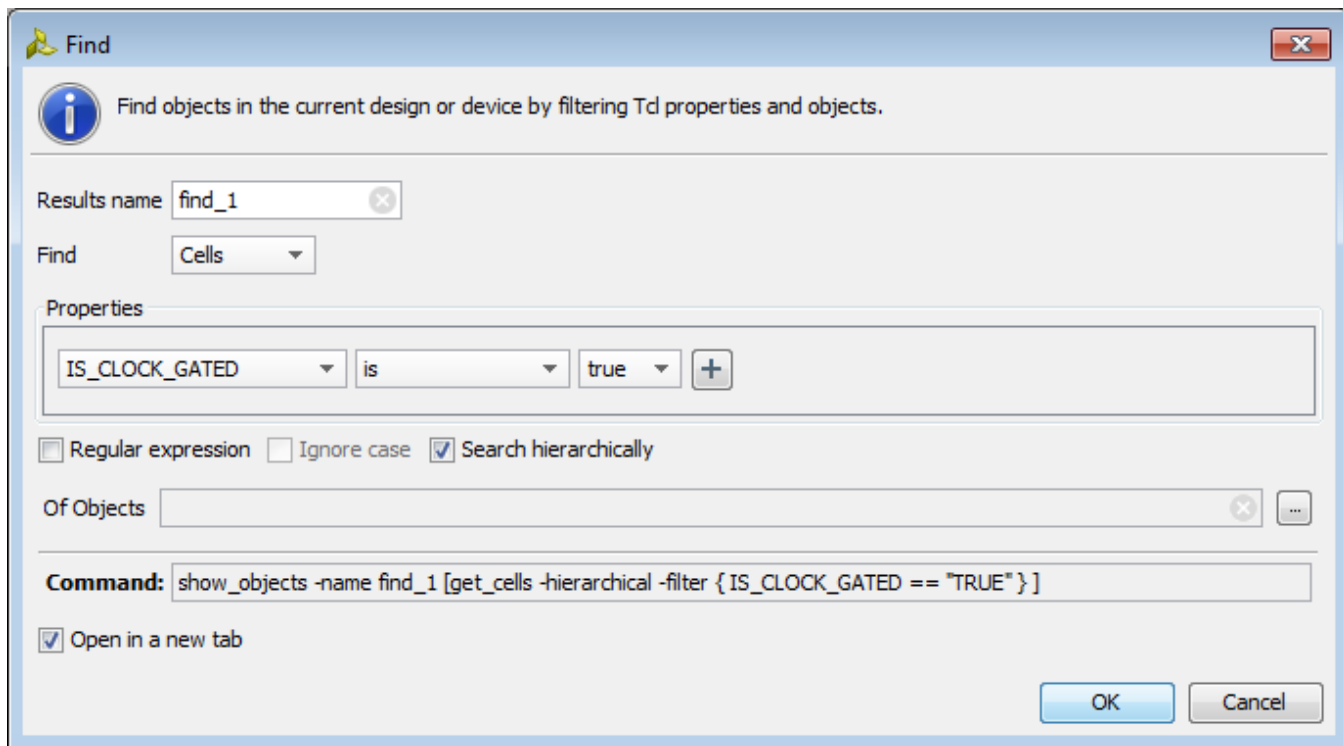 Find
Find objects in the current design or device by filtering Tcl properties and objects.
Results name find_1
Find Cells
Properties
IS_CLOCK_GATED is true +
Regular expression Ignore case Search hierarchically
Of Objects ...
Command: show_objects -name find_1 [get_cells -hierarchical -filter { IS_CLOCK_GATED == "TRUE" } ]
Open in a new tab
OK Cancel